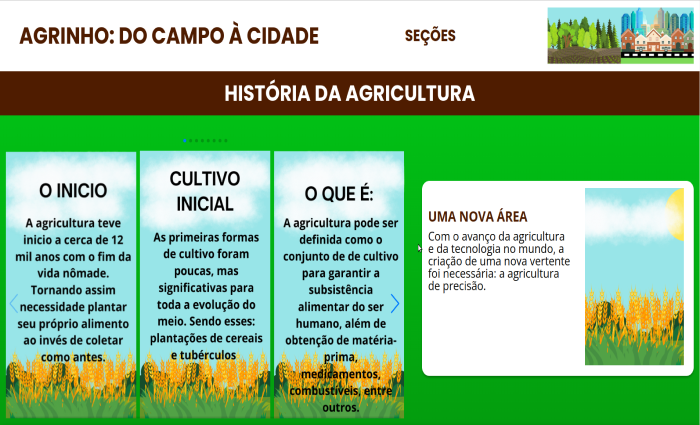 AGRINHO: DO CAMPO À CIDADE
SEÇÕES
HISTÓRIA DA AGRICULTURA
O INICIO
A agricultura teve
inicio a cerca de 12
mil anos com o fim da
vida nômade.
Tornando assim
necessidade plantar
seu próprio alimento
ao invés de coletar
como antes.
CULTIVO
INICIAL
As primeiras formas
de cultivo foram
poucas, mas
significativas para
toda a evolução do
meio. Sendo esses:
plantações de cereais
e tubérculos
O QUE É:
A agricultura pode ser
definida como o
conjunto de de cultivo
para garantir a
subsistência
alimentar do ser
humano, além de
obtenção de matéria-
prima,
medicamentos,
combustíveis, entre
outros.
UMA NOVA ÁREA
Com o avanço da agricultura
e da tecnologia no mundo, a
criação de uma nova vertente
foi necessária: a agricultura
de precisão.